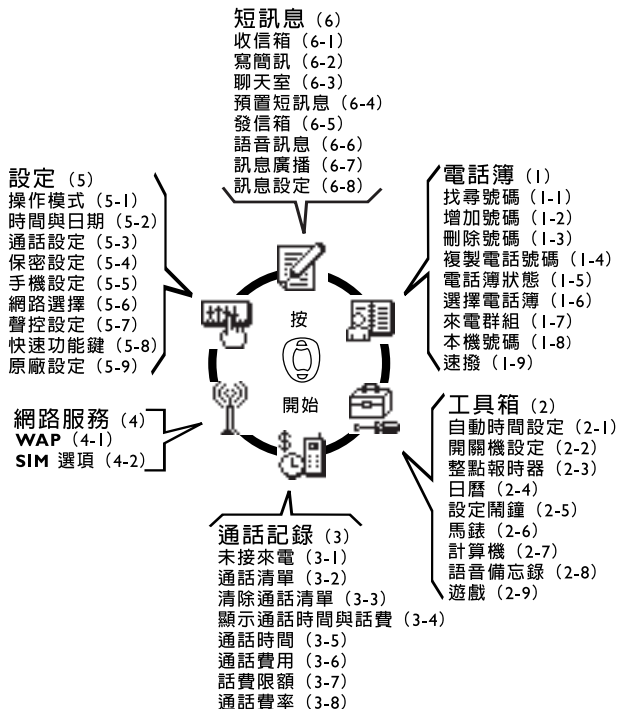 短訊息（6）
收信箱（6-1）
寫簡訊（6-2）
聊天室（6-3）
預置短訊息（6-4）
發信箱（6-5）
語音訊息（6-6）
訊息廣播（6-7）
訊息設定（6-8）
電話簿（1）
找尋號碼（1-1）
增加號碼（1-2）
刪除號碼（1-3）
複製電話號碼（1-4）
電話簿狀態（1-5）
選擇電話簿（1-6）
來電群組（1-7）
本機號碼（1-8）
速撥（1-9）
工具箱（2）
自動時間設定（2-1）
開關機設定（2-2）
整點報時器（2-3）
日曆（2-4）
設定鬧鐘（2-5）
馬錶（2-6）
計算機（2-7）
語音備忘錄（2-8）
遊戲（2-9）
通話記錄（3）
未接來電（3-1）
通話清單（3-2）
清除通話清單（3-3）
顯示通話時間與話費（3-4）
通話時間（3-5）
通話費用（3-6）
話費限額（3-7）
通話費率（3-8）
網路服務（4）
WAP（4-1）
SIM 選項（4-2）
設定（5）
操作模式（5-1）
時間與日期（5-2）
通話設定（5-3）
保密設定（5-4）
手機設定（5-5）
網路選擇（5-6）
聲控設定（5-7）
快速功能鍵（5-8）
原廠設定（5-9）
按
開始